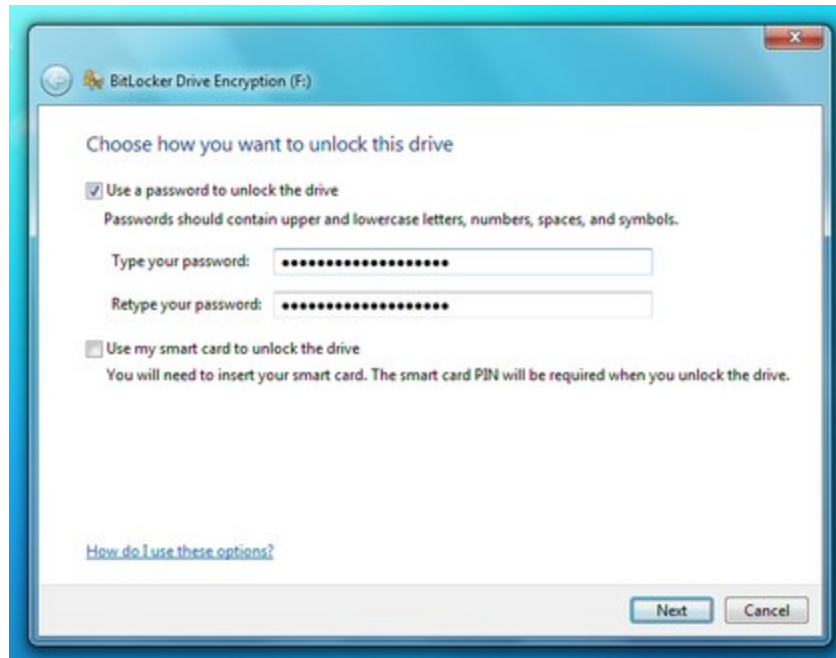 BitLocker Drive Encryption (F:)
Choose how you want to unlock this drive
Use a password to unlock the drive
Passwords should contain upper and lowercase letters, numbers, spaces, and symbols.
Type your password: ●●●●●●●●●●●●●●●●●●●
Retype your password: ●●●●●●●●●●●●●●●●●●●
Use my smart card to unlock the drive
You will need to insert your smart card. The smart card PIN will be required when you unlock the drive.
How do I use these options?
Next Cancel